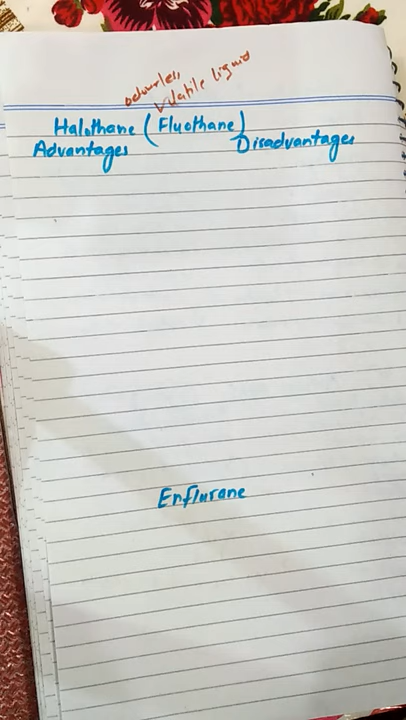 odourless,
volatile liquid
Halothane (Fluothane)
Advantages Disadvantages
Enflurane